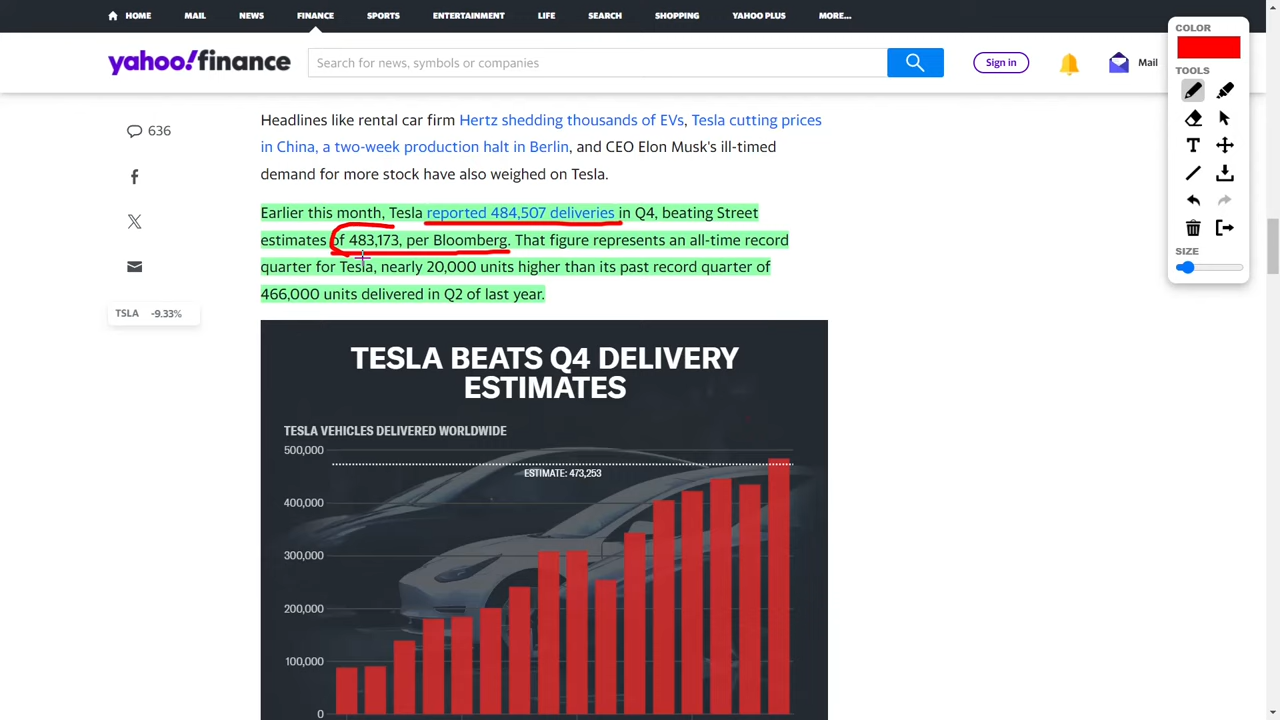 HOME MAIL NEWS FINANCE SPORTS ENTERTAINMENT LIFE SEARCH SHOPPING YAHOO PLUS MORE...
yahoo!finance Search for news, symbols or companies Sign in Mail
COLOR
TOOLS
T
SIZE
636
Headlines like rental car firm Hertz shedding thousands of EVs, Tesla cutting prices
in China, a two-week production halt in Berlin, and CEO Elon Musk's ill-timed
demand for more stock have also weighed on Tesla.
Earlier this month, Tesla reported 484,507 deliveries in Q4, beating Street
estimates of 483,173, per Bloomberg. That figure represents an all-time record
quarter for Tesla, nearly 20,000 units higher than its past record quarter of
466,000 units delivered in Q2 of last year.
TSLA -9.33%
TESLA BEATS Q4 DELIVERY
ESTIMATES
TESLA VEHICLES DELIVERED WORLDWIDE
500,000
ESTIMATE: 473,253
400,000
300,000
200,000
100,000
0